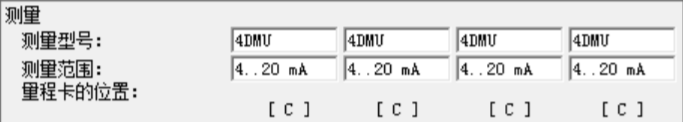 测量
测量型号: 4DMU 4DMU 4DMU 4DMU
测量范围: 4..20 mA 4..20 mA 4..20 mA 4..20 mA
量程卡的位置: [ C ] [ C ] [ C ] [ C ]